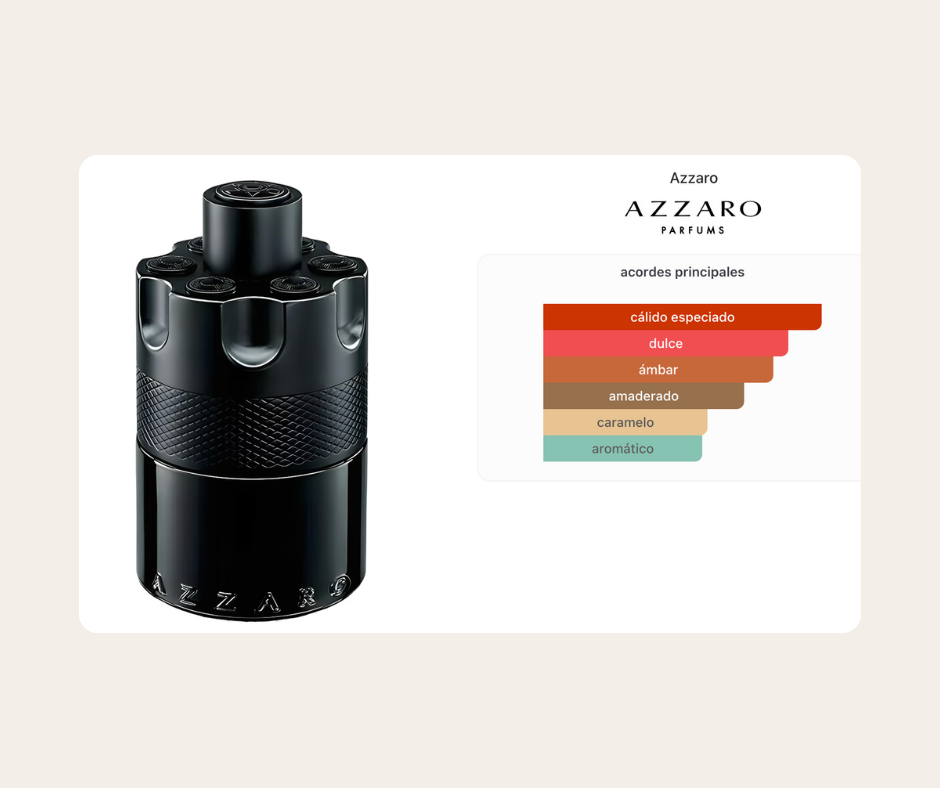 AZZARO
Azzaro
AZZARO
PARFUMS
acordes principales
cálido especiado
dulce
ámbar
amaderado
caramelo
aromático